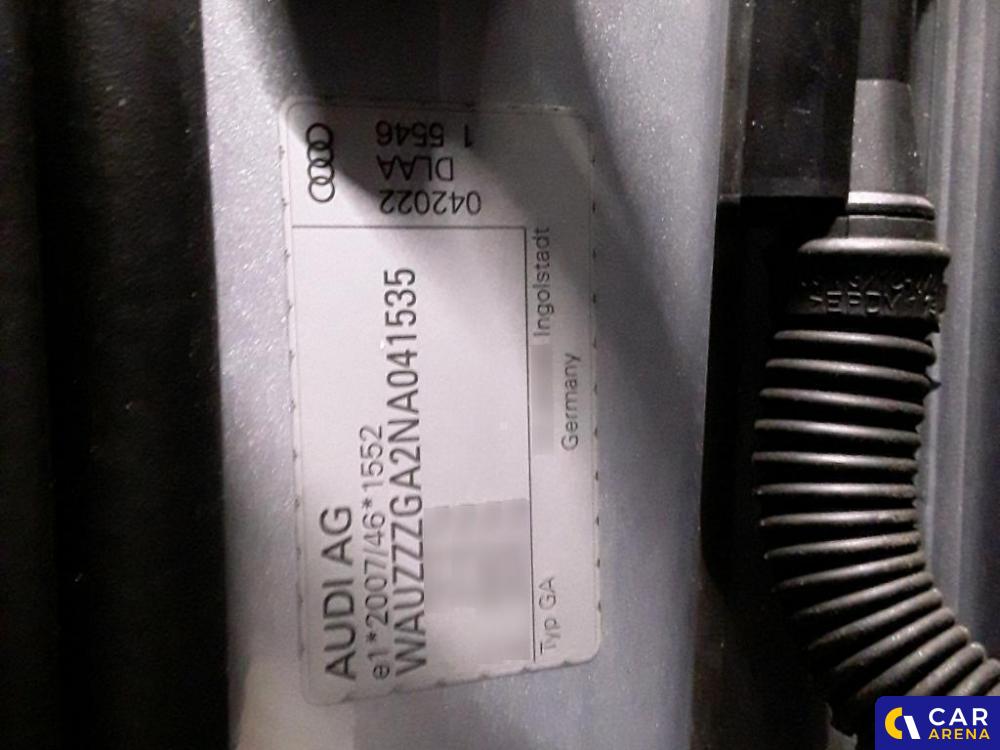 AUDI AG
e1*2007/46*1552
WAUZZZGA2NA041535
Typ GA
Ingolstadt
Germany
042022
DLAA
1 5546
CAR
ARENA